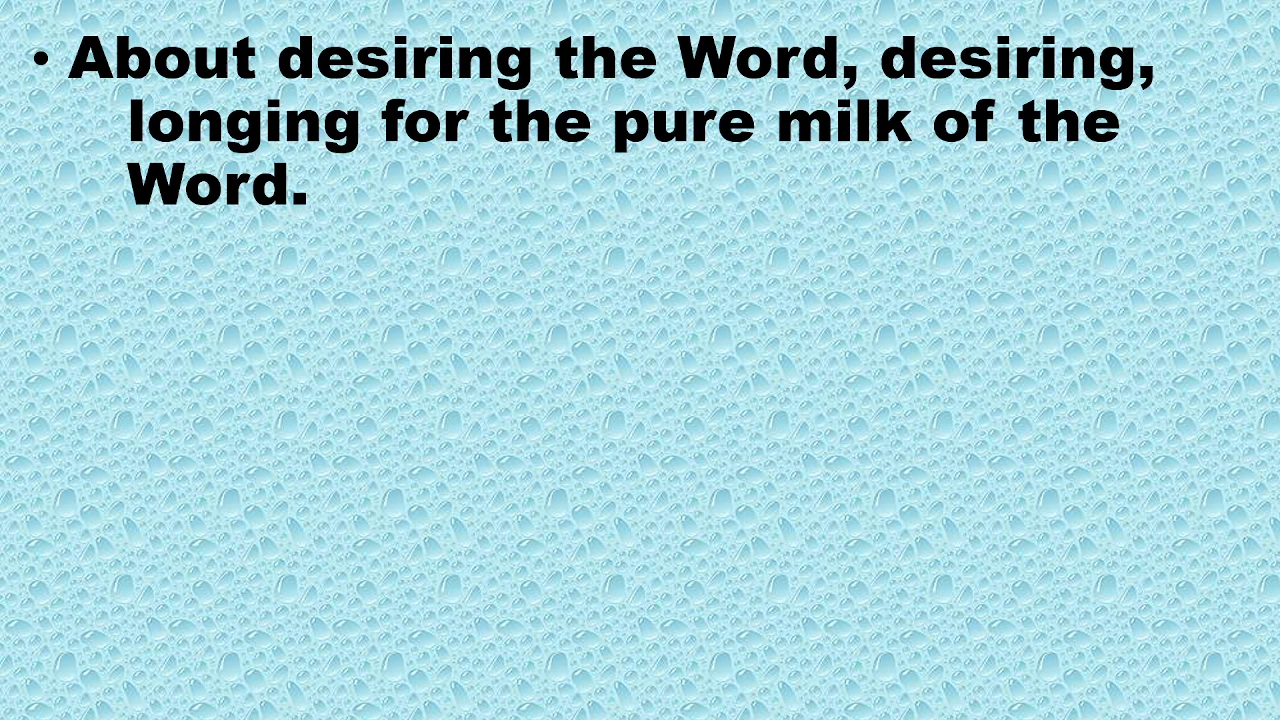 • About desiring the Word, desiring,
longing for the pure milk of the
Word.